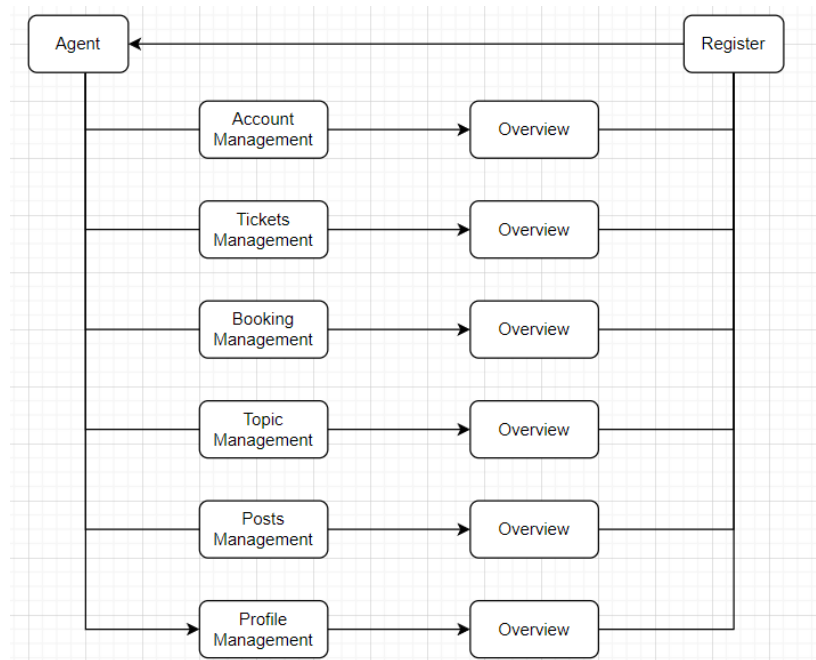 Agent
Register
Account
Management
Overview
Tickets
Management
Overview
Booking
Management
Overview
Topic
Management
Overview
Posts
Management
Overview
Profile
Management
Overview